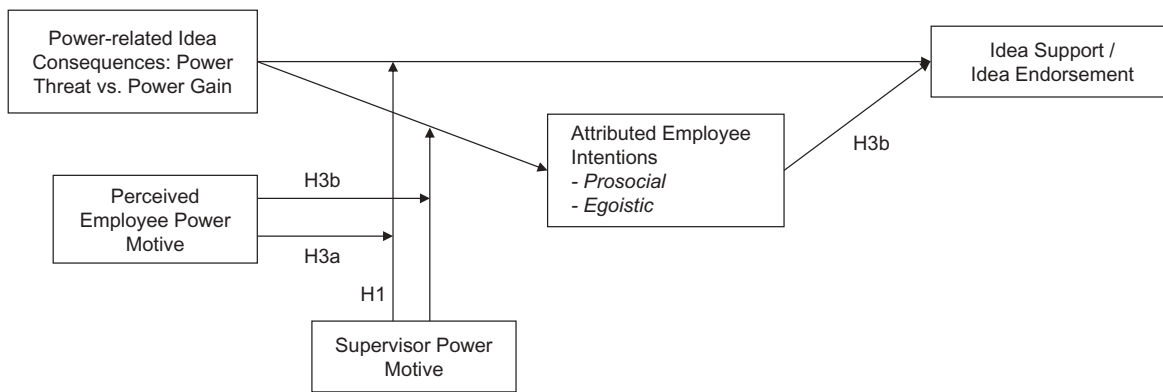 Power-related Idea
Consequences: Power
Threat vs. Power Gain
Idea Support /
Idea Endorsement
Attributed Employee
Intentions
- Prosocial
- Egoistic
H3b
H3b
Perceived
Employee Power
Motive
H3a
H1
Supervisor Power
Motive